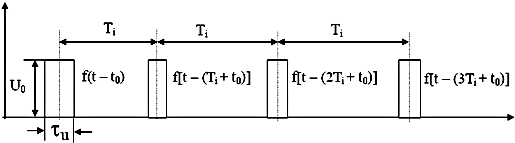 Tᵢ Tᵢ Tᵢ
U₀ f(t – t₀) f[t – (Tᵢ + t₀)] f[t – (2Tᵢ + t₀)] f[t – (3Tᵢ + t₀)]
τu